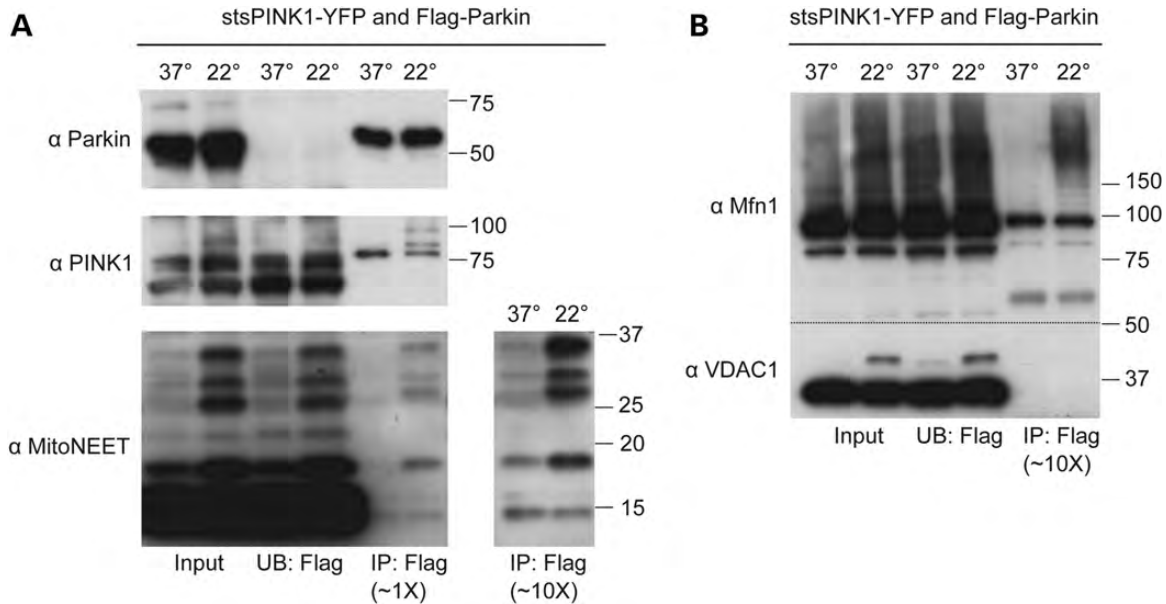 A
stsPINK1-YFP and Flag-Parkin
37° 22° 37° 22° 37° 22°
α Parkin
75
50
α PINK1
100
75
37° 22°
α MitoNEET
37
25
20
15
Input UB: Flag IP: Flag IP: Flag
(~1X) (~10X)
B
stsPINK1-YFP and Flag-Parkin
37° 22° 37° 22° 37° 22°
α Mfn1
150
100
75
50
α VDAC1
37
Input UB: Flag IP: Flag
(~10X)